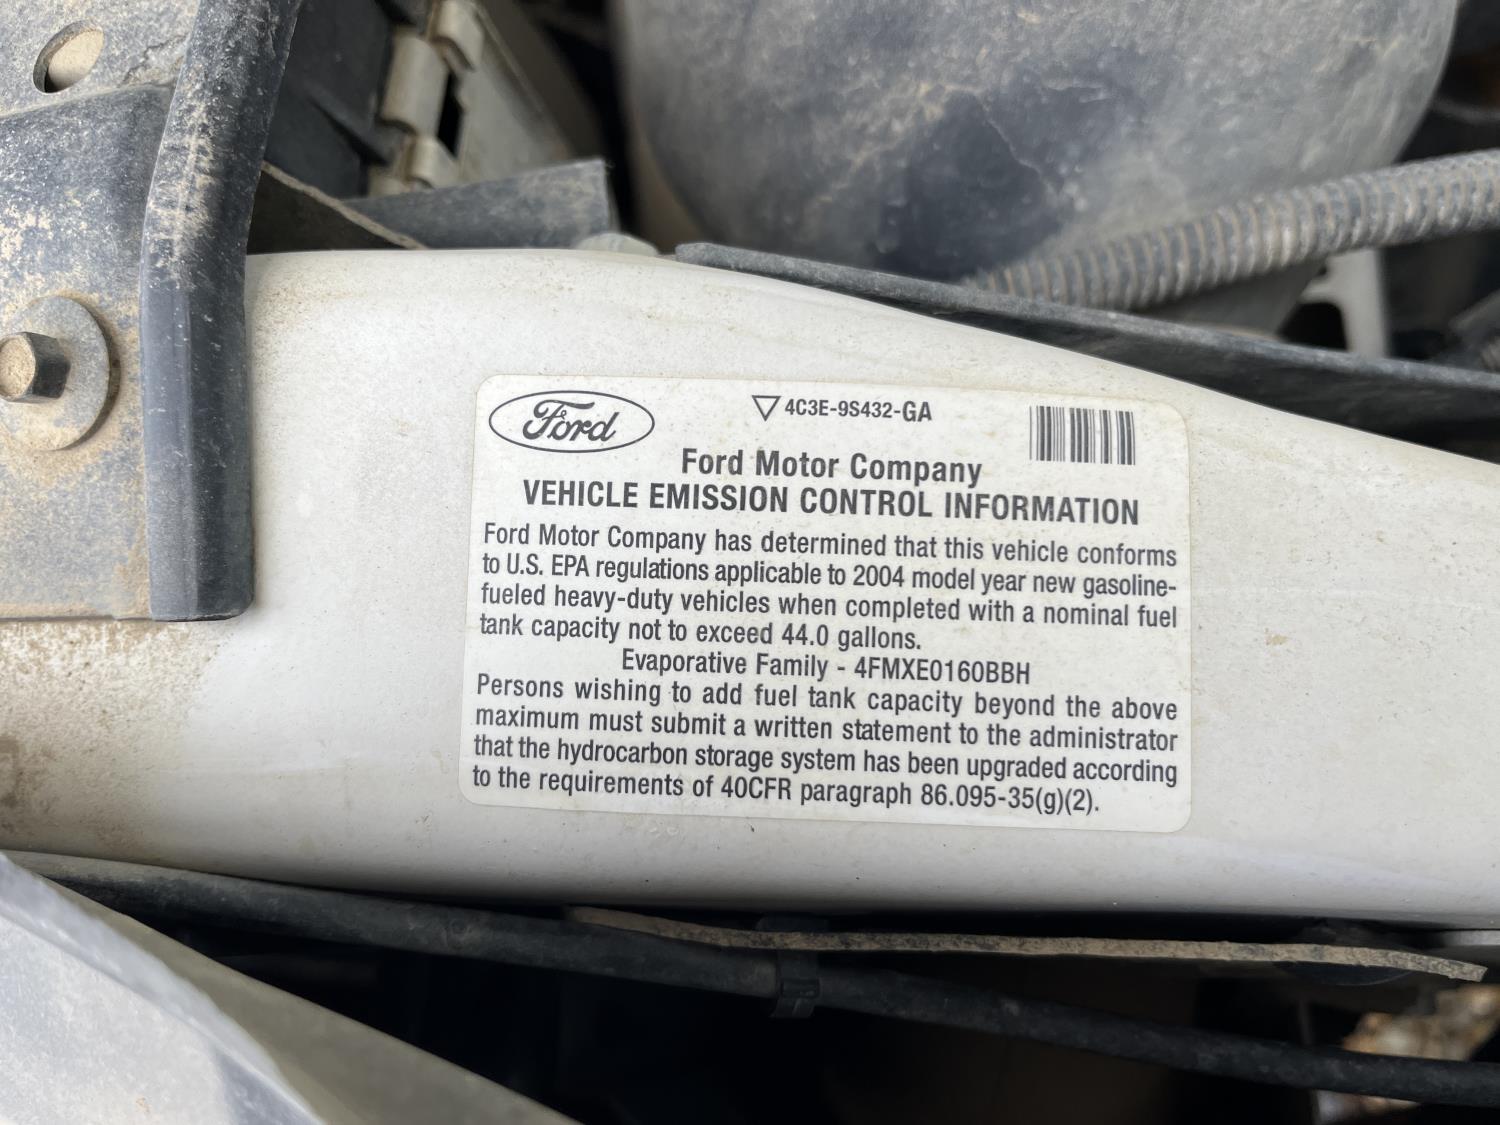 Ford
4C3E-9S432-GA
Ford Motor Company
VEHICLE EMISSION CONTROL INFORMATION
Ford Motor Company has determined that this vehicle conforms
to U.S. EPA regulations applicable to 2004 model year new gasoline-
fueled heavy-duty vehicles when completed with a nominal fuel
tank capacity not to exceed 44.0 gallons.
Evaporative Family - 4FMXE0160BBH
Persons wishing to add fuel tank capacity beyond the above
maximum must submit a written statement to the administrator
that the hydrocarbon storage system has been upgraded according
to the requirements of 40CFR paragraph 86.095-35(g)(2).